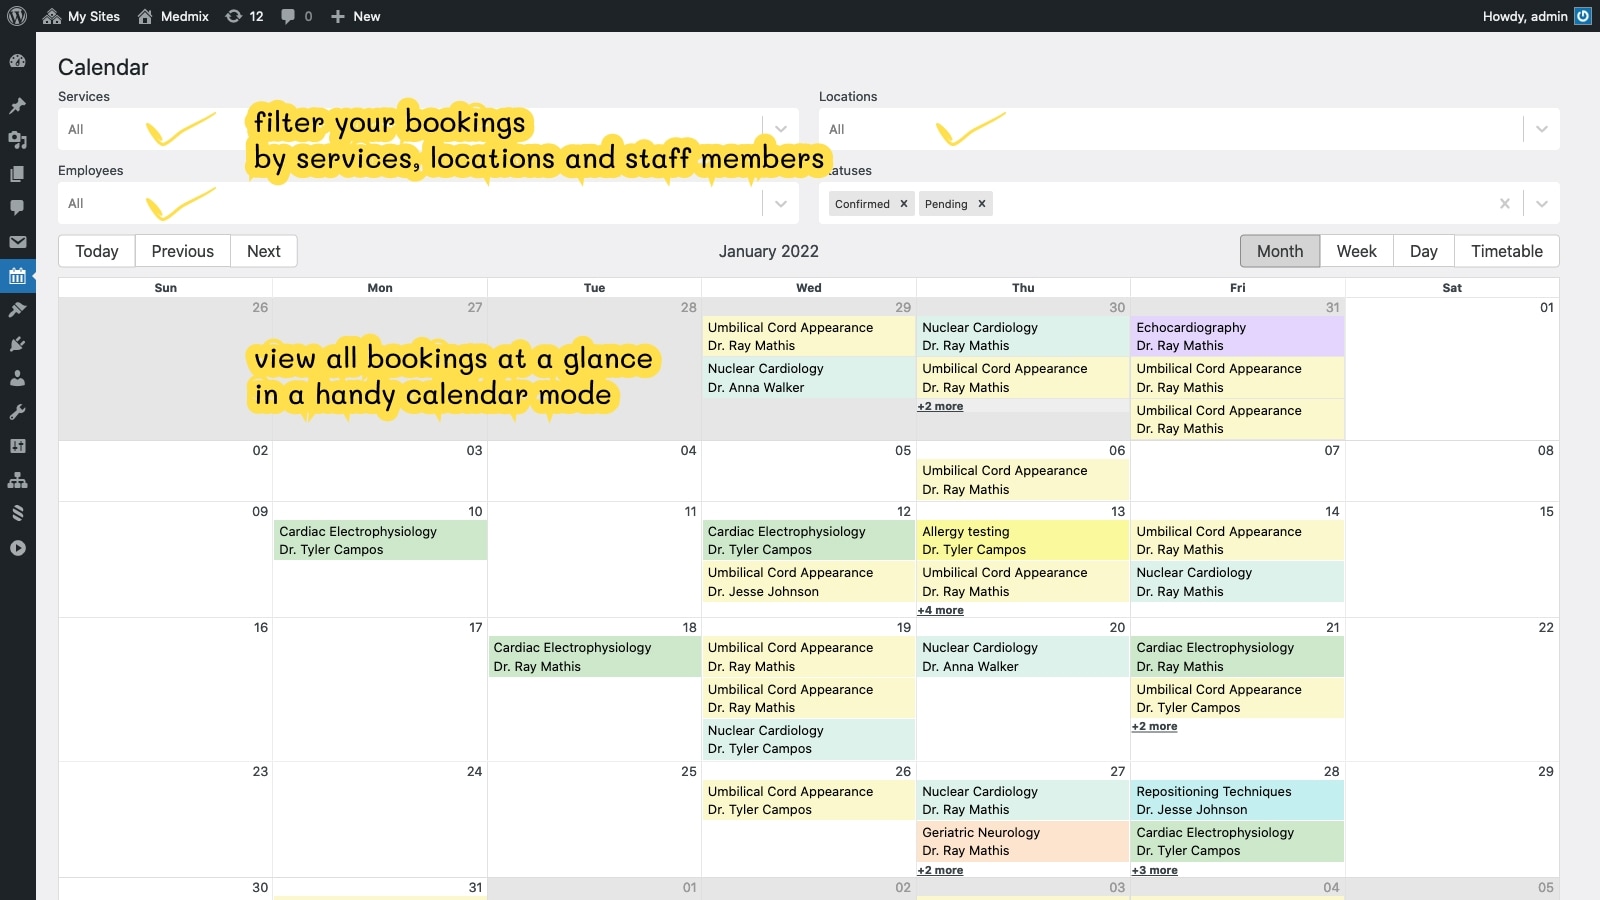 My Sites Medmix 12 0 New Howdy, admin
Calendar
Services Locations
All All
filter your bookings
by services, locations and staff members
Employees atuses
All Confirmed × Pending ×
Today Previous Next January 2022 Month Week Day Timetable
Sun Mon Tue Wed Thu Fri Sat
26 27 28 29 30 31 01
Umbilical Cord Appearance Nuclear Cardiology Echocardiography
Dr. Ray Mathis Dr. Ray Mathis Dr. Ray Mathis
view all bookings at a glance
in a handy calendar mode
Nuclear Cardiology Umbilical Cord Appearance Umbilical Cord Appearance
Dr. Anna Walker Dr. Ray Mathis Dr. Ray Mathis
+2 more Umbilical Cord Appearance
Dr. Ray Mathis
02 03 04 05 06 07 08
Umbilical Cord Appearance
Dr. Ray Mathis
09 10 11 12 13 14 15
Cardiac Electrophysiology Cardiac Electrophysiology Allergy testing Umbilical Cord Appearance
Dr. Tyler Campos Dr. Tyler Campos Dr. Tyler Campos Dr. Ray Mathis
Umbilical Cord Appearance Umbilical Cord Appearance Nuclear Cardiology
Dr. Jesse Johnson Dr. Ray Mathis Dr. Ray Mathis
+4 more
16 17 18 19 20 21 22
Cardiac Electrophysiology Umbilical Cord Appearance Nuclear Cardiology Cardiac Electrophysiology
Dr. Ray Mathis Dr. Ray Mathis Dr. Anna Walker Dr. Ray Mathis
Umbilical Cord Appearance Umbilical Cord Appearance
Dr. Ray Mathis Dr. Tyler Campos
Nuclear Cardiology +2 more
Dr. Tyler Campos
23 24 25 26 27 28 29
Umbilical Cord Appearance Nuclear Cardiology Repositioning Techniques
Dr. Tyler Campos Dr. Ray Mathis Dr. Jesse Johnson
Geriatric Neurology Cardiac Electrophysiology
Dr. Ray Mathis Dr. Tyler Campos
+2 more +3 more
30 31 01 02 03 04 05